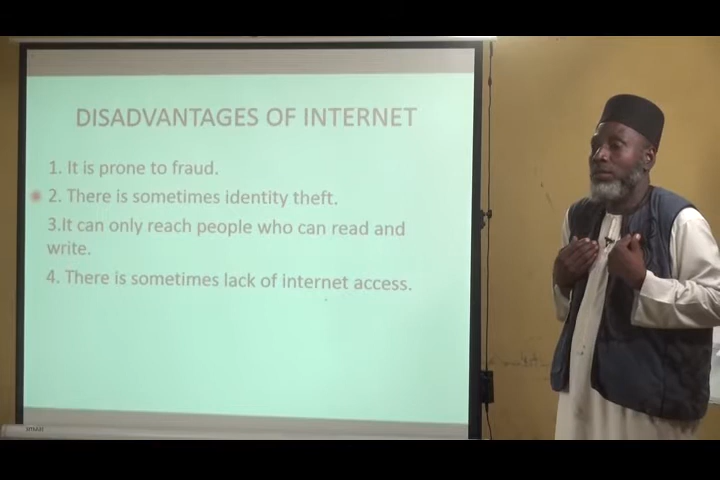 DISADVANTAGES OF INTERNET
1. It is prone to fraud.
2. There is sometimes identity theft.
3.It can only reach people who can read and
write.
4. There is sometimes lack of internet access.